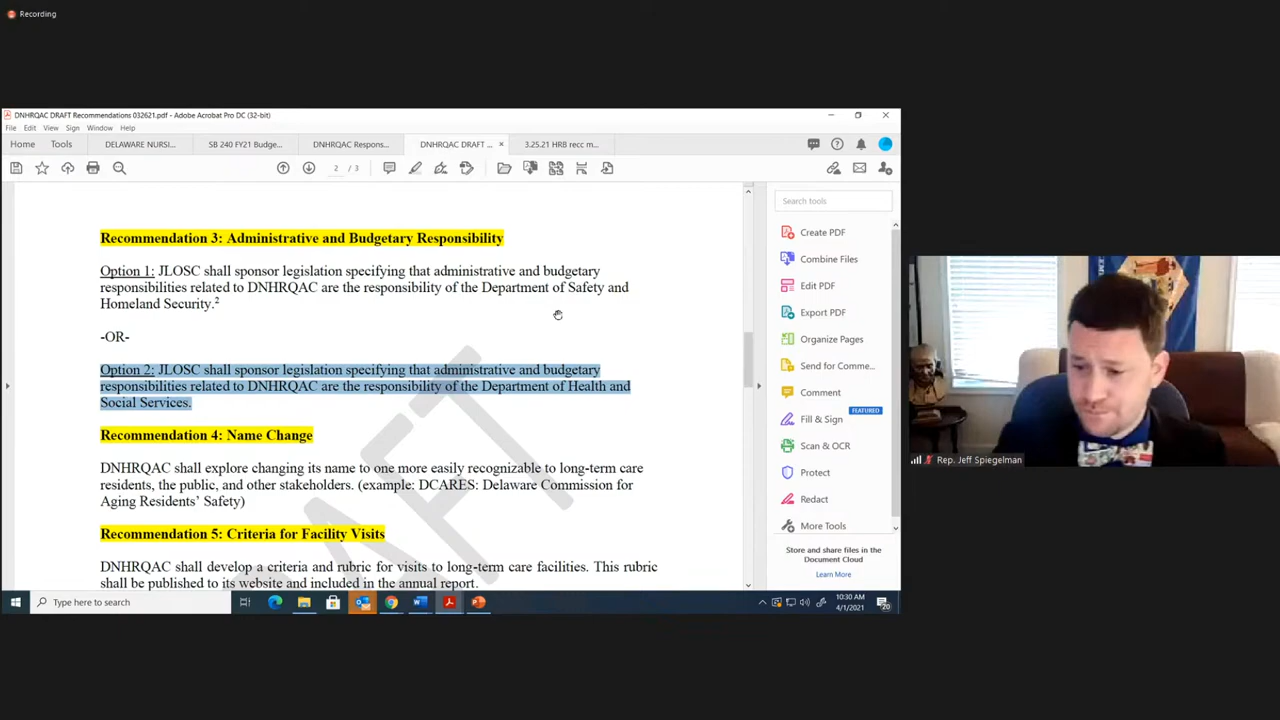 Recording
DNHRQAC DRAFT Recommendations 032621.pdf - Adobe Acrobat Pro DC (32-bit)
File Edit View Sign Window Help
Home Tools DELAWARE NURSI... SB 240 FY21 Budge... DNHRQAC Respons... DNHRQAC DRAFT ... × 3.25.21 HRB recc m...
2 / 3
Recommendation 3: Administrative and Budgetary Responsibility
Option 1: JLOSC shall sponsor legislation specifying that administrative and budgetary
responsibilities related to DNHRQAC are the responsibility of the Department of Safety and
Homeland Security.2
-OR-
Option 2: JLOSC shall sponsor legislation specifying that administrative and budgetary
responsibilities related to DNHRQAC are the responsibility of the Department of Health and
Social Services.
Recommendation 4: Name Change
DNHRQAC shall explore changing its name to one more easily recognizable to long-term care
residents, the public, and other stakeholders. (example: DCARES: Delaware Commission for
Aging Residents' Safety)
Recommendation 5: Criteria for Facility Visits
DNHRQAC shall develop a criteria and rubric for visits to long-term care facilities. This rubric
shall be published to its website and included in the annual report.
AFT
Search tools
Create PDF
Combine Files
Edit PDF
Export PDF
Organize Pages
Send for Comme...
Comment
FEATURED
Fill & Sign
Scan & OCR
Protect
Redact
More Tools
Store and share files in the
Document Cloud
Learn More
Type here to search
10:30 AM
4/1/2021
20
Rep. Jeff Spiegelman